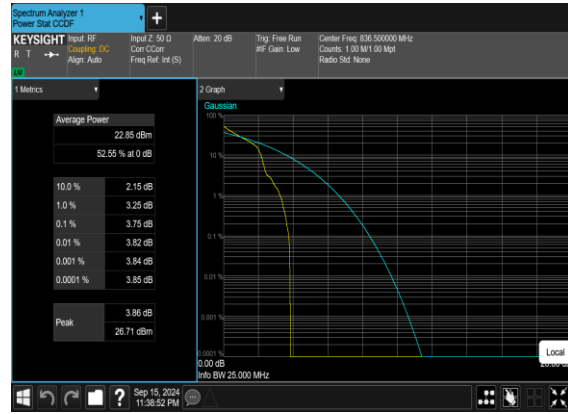 Spectrum Analyzer 1
Power Stat CCDF
KEYSIGHT
R T
LXI
Input: RF
Coupling: DC
Align: Auto
Input Z: 50 Ω
Corr CCorr
Freq Ref: Int (S)
Atten: 20 dB
Trig: Free Run
#IF Gain: Low
Center Freq: 836.500000 MHz
Counts: 1.00 M/1.00 Mpt
Radio Std: None
1 Metrics
Average Power
22.85 dBm
52.55 % at 0 dB
10.0 % 2.15 dB
1.0 % 3.25 dB
0.1 % 3.75 dB
0.01 % 3.82 dB
0.001 % 3.84 dB
0.0001 % 3.85 dB
Peak
3.86 dB
26.71 dBm
2 Graph
Gaussian
100 %
10 %
1 %
0.1 %
0.01 %
0.001 %
0.0001 %
0.00 dB
Info BW 25.000 MHz
Local
Sep 15, 2024
11:38:52 PM